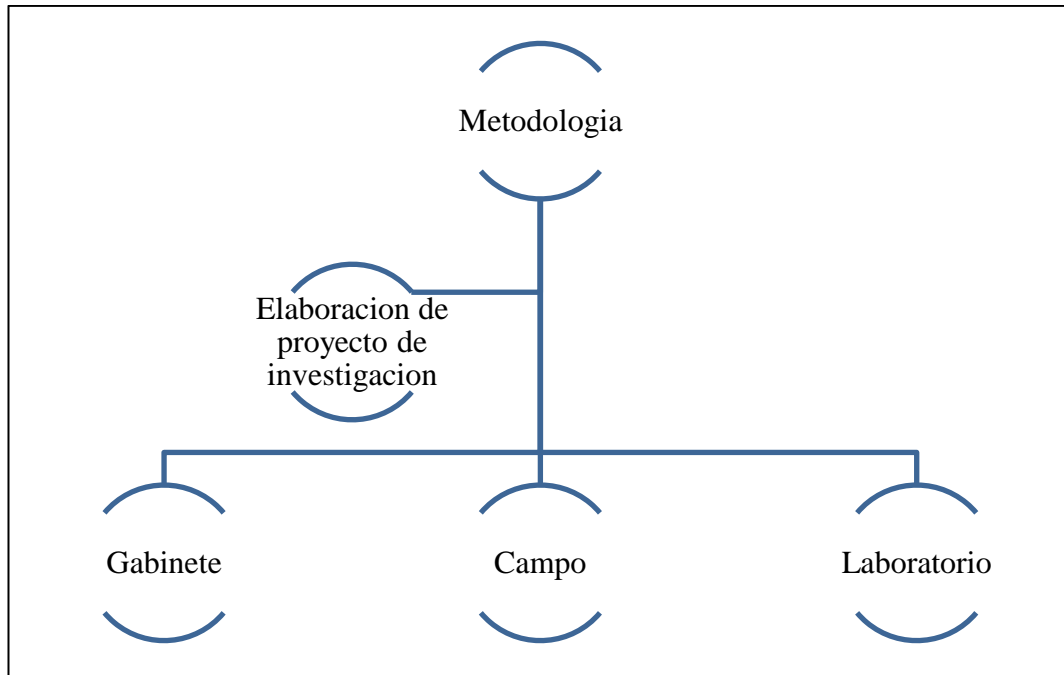 Metodologia
Elaboracion de
proyecto de
investigacion
Gabinete
Campo
Laboratorio